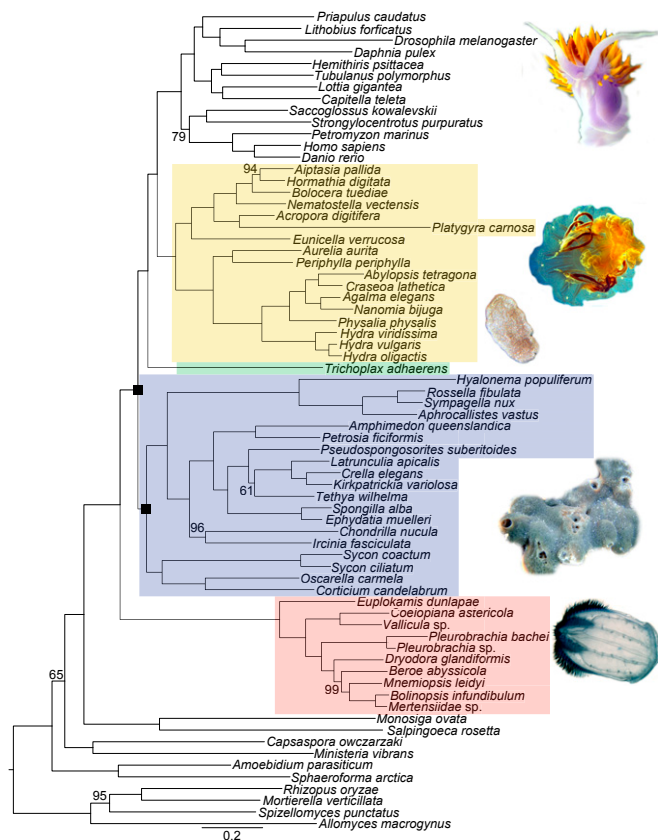 Priapulus caudatus
Lithobius forficatus
Drosophila melanogaster
Daphnia pulex
Hemithiris psittacea
Tubulanus polymorphus
Lottia gigantea
Capitella teleta
Saccoglossus kowalevskii
Strongylocentrotus purpuratus
79
Petromyzon marinus
Homo sapiens
Danio rerio
94
Aiptasia pallida
Hormathia digitata
Bolocera tuediae
Nematostella vectensis
Acropora digitifera
Platygyra carnosa
Eunicella verrucosa
Aurelia aurita
Periphylla periphylla
Abylopsis tetragona
Craseoa lathetica
Agalma elegans
Nanomia bijuga
Physalia physalis
Hydra viridissima
Hydra vulgaris
Hydra oligactis
Trichoplax adhaerens
Hyalonema populiferum
Rossella fibulata
Sympagella nux
Aphrocallistes vastus
Amphimedon queenslandica
Petrosia ficiformis
Pseudospongosorites suberitoides
Latrunculia apicalis
Crella elegans
Kirkpatrickia variolosa
61
Tethya wilhelma
Spongilla alba
Ephydatia muelleri
96
Chondrilla nucula
Ircinia fasciculata
Sycon coactum
Sycon ciliatum
Oscarella carmela
Corticium candelabrum
Euplokamis dunlapae
Coeloplana astericola
Vallicula sp.
Pleurobrachia bachei
Pleurobrachia sp.
Dryodora glandiformis
Beroe abyssicola
99
Mnemiopsis leidyi
Bolinopsis infundibulum
Mertensiidae sp.
65
Monosiga ovata
Salpingoeca rosetta
Capsaspora owczarzaki
Ministeria vibrans
Amoebidium parasiticum
Sphaeroforma arctica
Rhizopus oryzae
95
Mortierella verticillata
Spizellomyces punctatus
Allomyces macrogynus
0.2